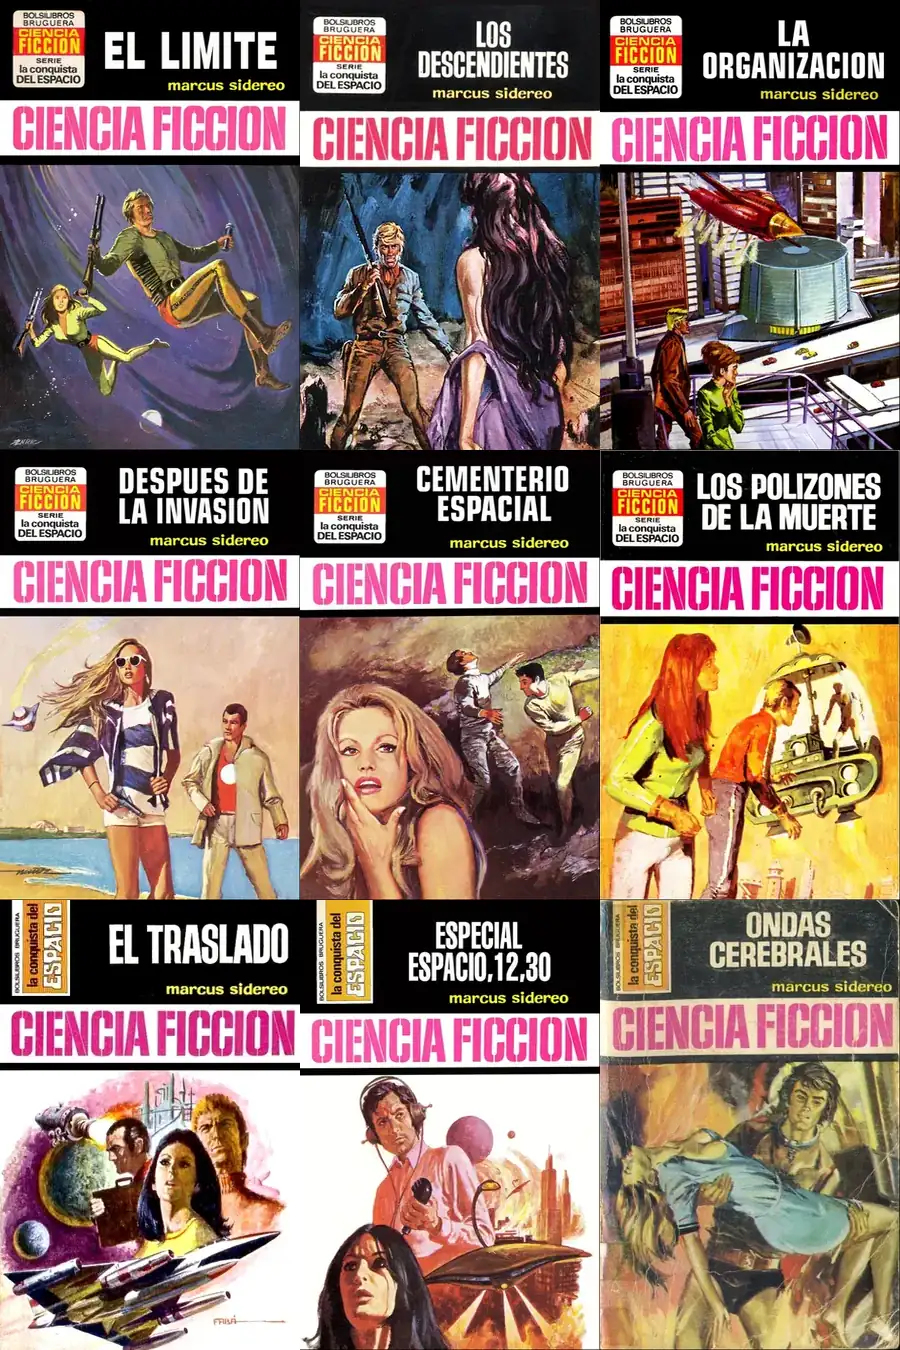 BOLSILIBROS
BRUGUERA
CIENCIA
FICCION
SERIE
la conquista
DEL ESPACIO
EL LIMITE
marcus sidereo
CIENCIA FICCION
BOLSILIBROS
BRUGUERA
CIENCIA
FICCION
SERIE
la conquista
DEL ESPACIO
LOS
DESCENDIENTES
marcus sidereo
CIENCIA FICCION
BOLSILIBROS
BRUGUERA
CIENCIA
FICCION
SERIE
la conquista
DEL ESPACIO
LA
ORGANIZACION
marcus sidereo
CIENCIA FICCION
BOLSILIBROS
BRUGUERA
CIENCIA
FICCION
SERIE
la conquista
DEL ESPACIO
DESPUES DE
LA INVASION
marcus sidereo
CIENCIA FICCION
BOLSILIBROS
BRUGUERA
CIENCIA
FICCION
SERIE
la conquista
DEL ESPACIO
CEMENTERIO
ESPACIAL
marcus sidereo
CIENCIA FICCION
BOLSILIBROS
BRUGUERA
CIENCIA
FICCION
SERIE
la conquista
DEL ESPACIO
LOS POLIZONES
DE LA MUERTE
marcus sidereo
CIENCIA FICCION
BOLSILIBROS BRUGUERA
la conquista del
ESPACIO
EL TRASLADO
marcus sidereo
CIENCIA FICCION
FABÁ
BOLSILIBROS BRUGUERA
la conquista del
ESPACIO
ESPECIAL
ESPACIO,12,30
marcus sidereo
CIENCIA FICCION
BOLSILIBROS BRUGUERA
la conquista del
ESPACIO
ONDAS
CEREBRALES
marcus sidereo
CIENCIA FICCION